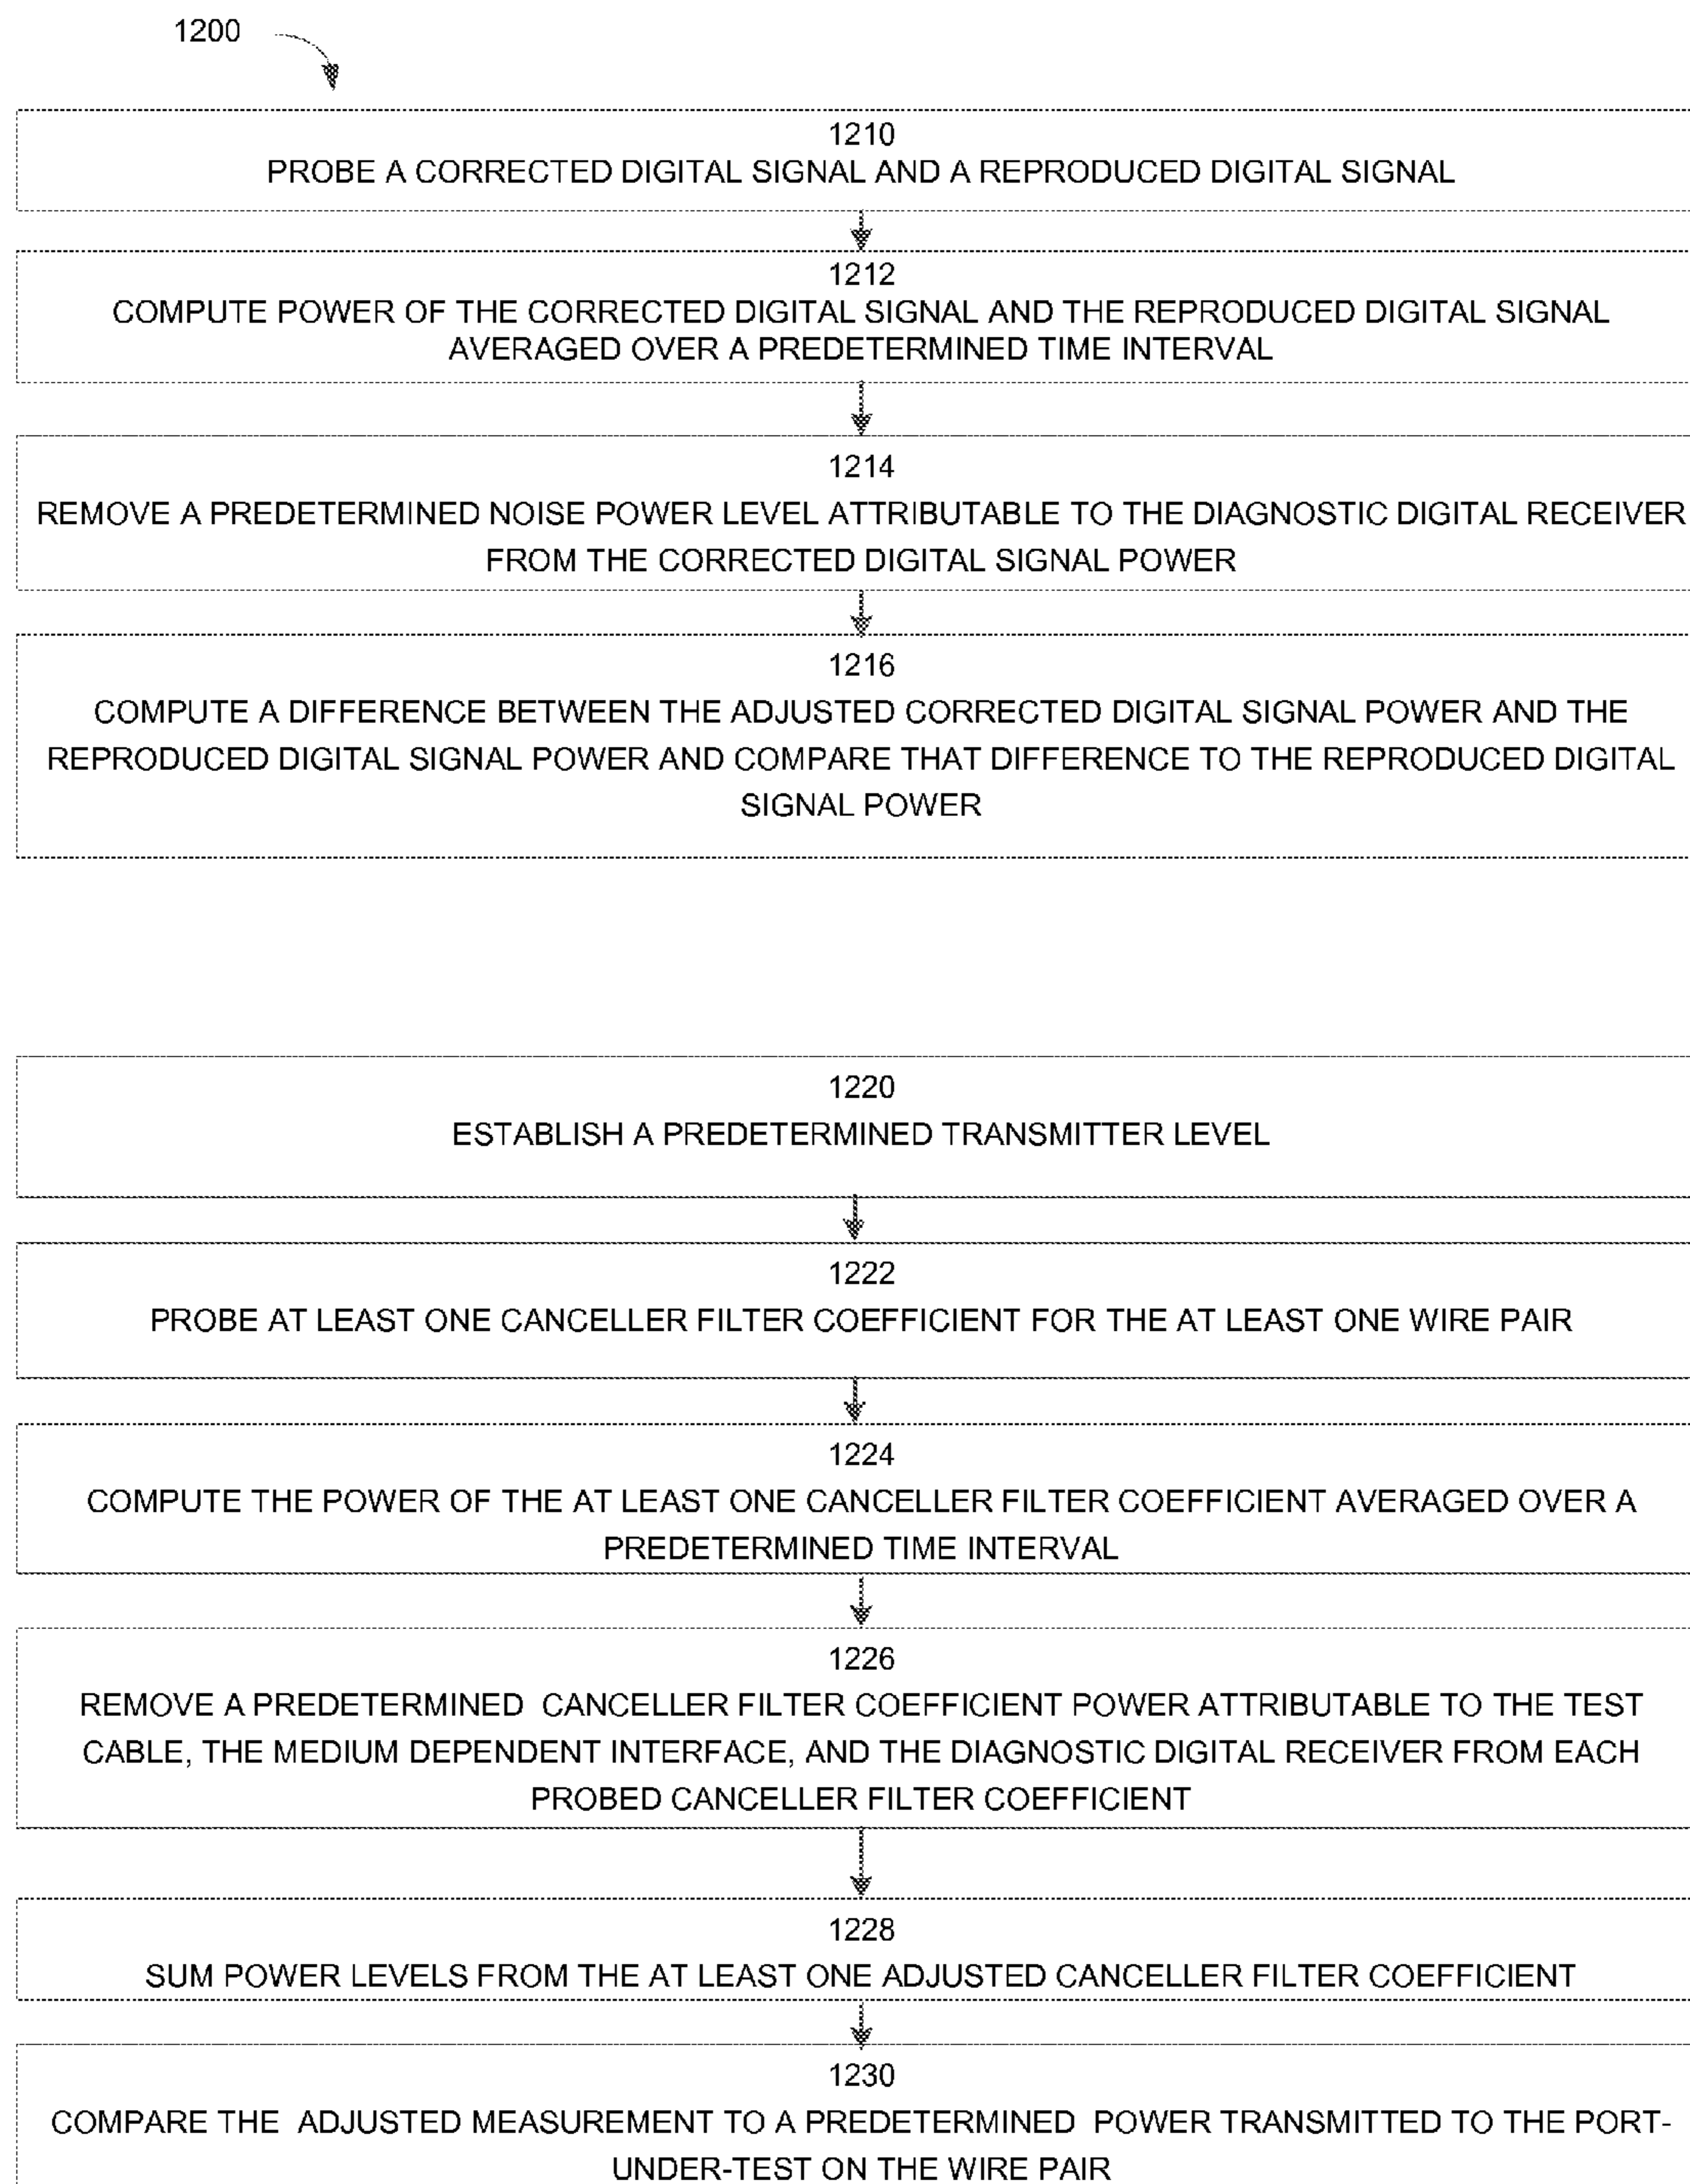 1200
1210
PROBE A CORRECTED DIGITAL SIGNAL AND A REPRODUCED DIGITAL SIGNAL
1212
COMPUTE POWER OF THE CORRECTED DIGITAL SIGNAL AND THE REPRODUCED DIGITAL SIGNAL
AVERAGED OVER A PREDETERMINED TIME INTERVAL
1214
REMOVE A PREDETERMINED NOISE POWER LEVEL ATTRIBUTABLE TO THE DIAGNOSTIC DIGITAL RECEIVER
FROM THE CORRECTED DIGITAL SIGNAL POWER
1216
COMPUTE A DIFFERENCE BETWEEN THE ADJUSTED CORRECTED DIGITAL SIGNAL POWER AND THE
REPRODUCED DIGITAL SIGNAL POWER AND COMPARE THAT DIFFERENCE TO THE REPRODUCED DIGITAL
SIGNAL POWER
1220
ESTABLISH A PREDETERMINED TRANSMITTER LEVEL
1222
PROBE AT LEAST ONE CANCELLER FILTER COEFFICIENT FOR THE AT LEAST ONE WIRE PAIR
1224
COMPUTE THE POWER OF THE AT LEAST ONE CANCELLER FILTER COEFFICIENT AVERAGED OVER A
PREDETERMINED TIME INTERVAL
1226
REMOVE A PREDETERMINED CANCELLER FILTER COEFFICIENT POWER ATTRIBUTABLE TO THE TEST
CABLE, THE MEDIUM DEPENDENT INTERFACE, AND THE DIAGNOSTIC DIGITAL RECEIVER FROM EACH
PROBED CANCELLER FILTER COEFFICIENT
1228
SUM POWER LEVELS FROM THE AT LEAST ONE ADJUSTED CANCELLER FILTER COEFFICIENT
1230
COMPARE THE ADJUSTED MEASUREMENT TO A PREDETERMINED POWER TRANSMITTED TO THE PORT-
UNDER-TEST ON THE WIRE PAIR